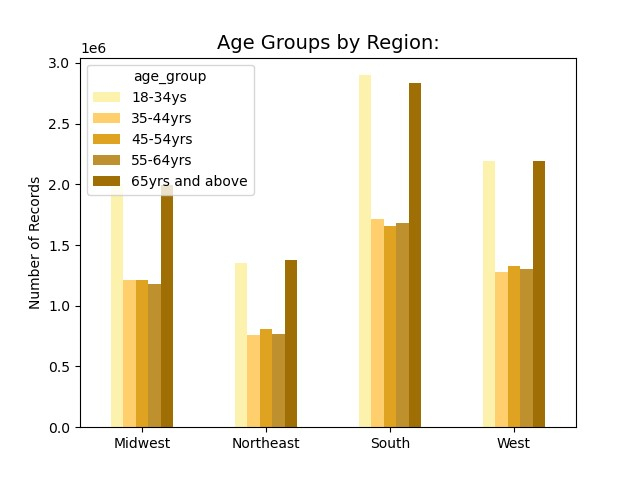 Age Groups by Region:
1e6
age_group
18-34ys
35-44yrs
45-54yrs
55-64yrs
65yrs and above
3.0
2.5
2.0
1.5
1.0
0.5
0.0
Number of Records
Midwest Northeast South West